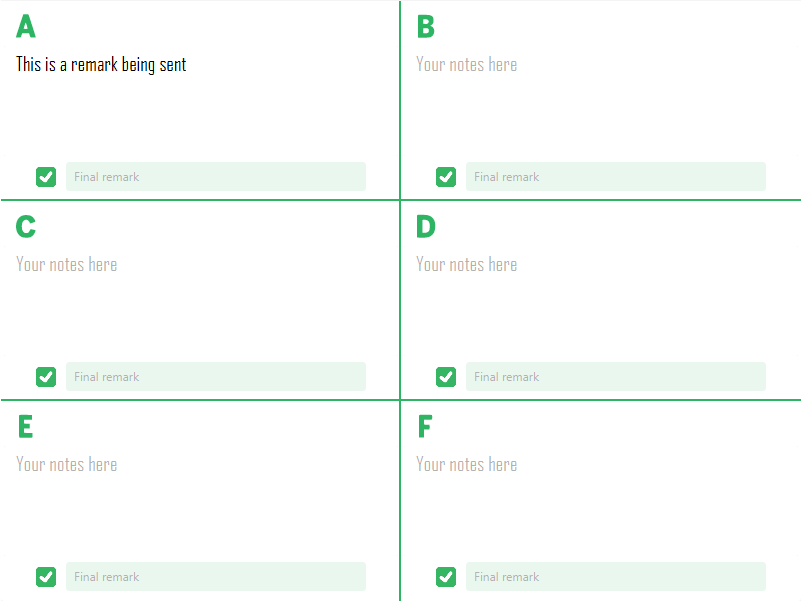 A
This is a remark being sent
Final remark
B
Your notes here
Final remark
C
Your notes here
Final remark
D
Your notes here
Final remark
E
Your notes here
Final remark
F
Your notes here
Final remark